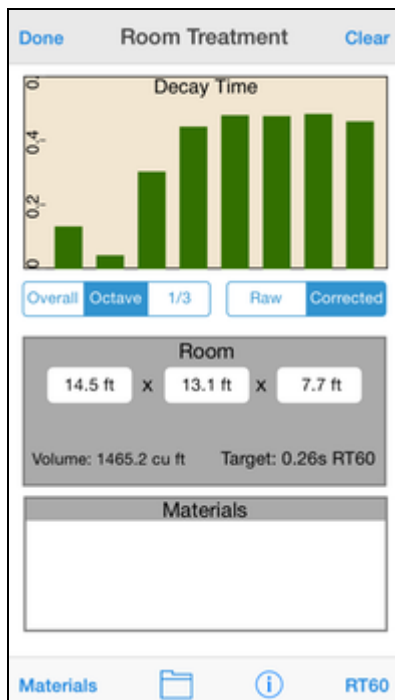 Done Room Treatment Clear
Decay Time
0.
0.4
0.2
0
Overall Octave 1/3 Raw Corrected
Room
14.5 ft x 13.1 ft x 7.7 ft
Volume: 1465.2 cu ft Target: 0.26s RT60
Materials
Materials RT60